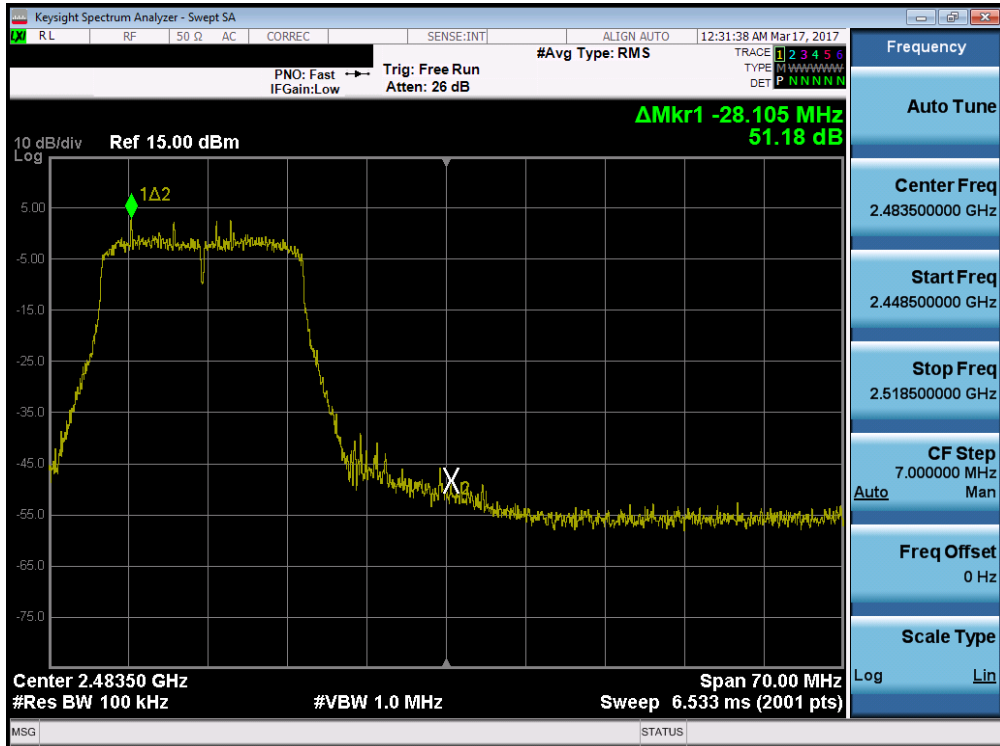 Keysight Spectrum Analyzer - Swept SA
LXI RL RF 50 Ω AC CORREC SENSE:INT ALIGN AUTO 12:31:38 AM Mar 17, 2017
Frequency
PNO: Fast
IFGain:Low
Trig: Free Run
Atten: 26 dB
#Avg Type: RMS
TRACE 1 2 3 4 5 6
TYPE M WWWWW
DET P N N N N N
Auto Tune
ΔMkr1 -28.105 MHz
51.18 dB
10 dB/div
Log
Ref 15.00 dBm
1Δ2
5.00
-5.00
-15.0
-25.0
-35.0
-45.0
-55.0
-65.0
-75.0
X2
Center Freq
2.483500000 GHz
Start Freq
2.448500000 GHz
Stop Freq
2.518500000 GHz
CF Step
7.000000 MHz
Auto Man
Freq Offset
0 Hz
Scale Type
Log Lin
Center 2.48350 GHz
Span 70.00 MHz
#Res BW 100 kHz
#VBW 1.0 MHz
Sweep 6.533 ms (2001 pts)
MSG
STATUS